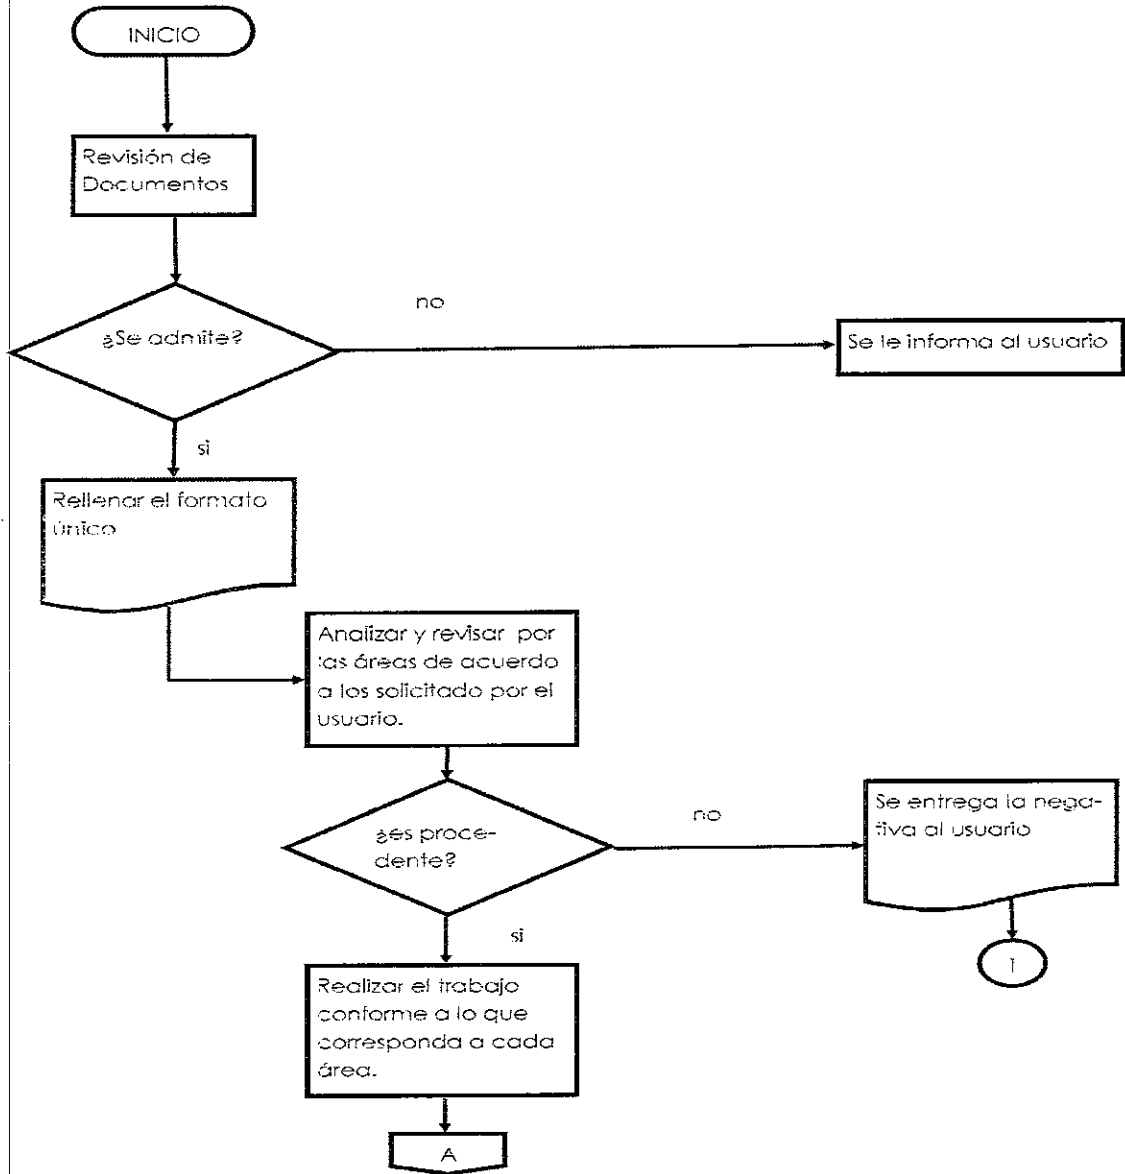 INICIO
Revisión de
Documentos
¿Se admite?
no
Se le informa al usuario
si
Rellenar el formato
único
Analizar y revisar por
las áreas de acuerdo
a los solicitado por el
usuario.
¿es proce-
dente?
no
Se entrega la nega-
tiva al usuario
si
1
Realizar el trabajo
conforme a lo que
corresponda a cada
área.
A